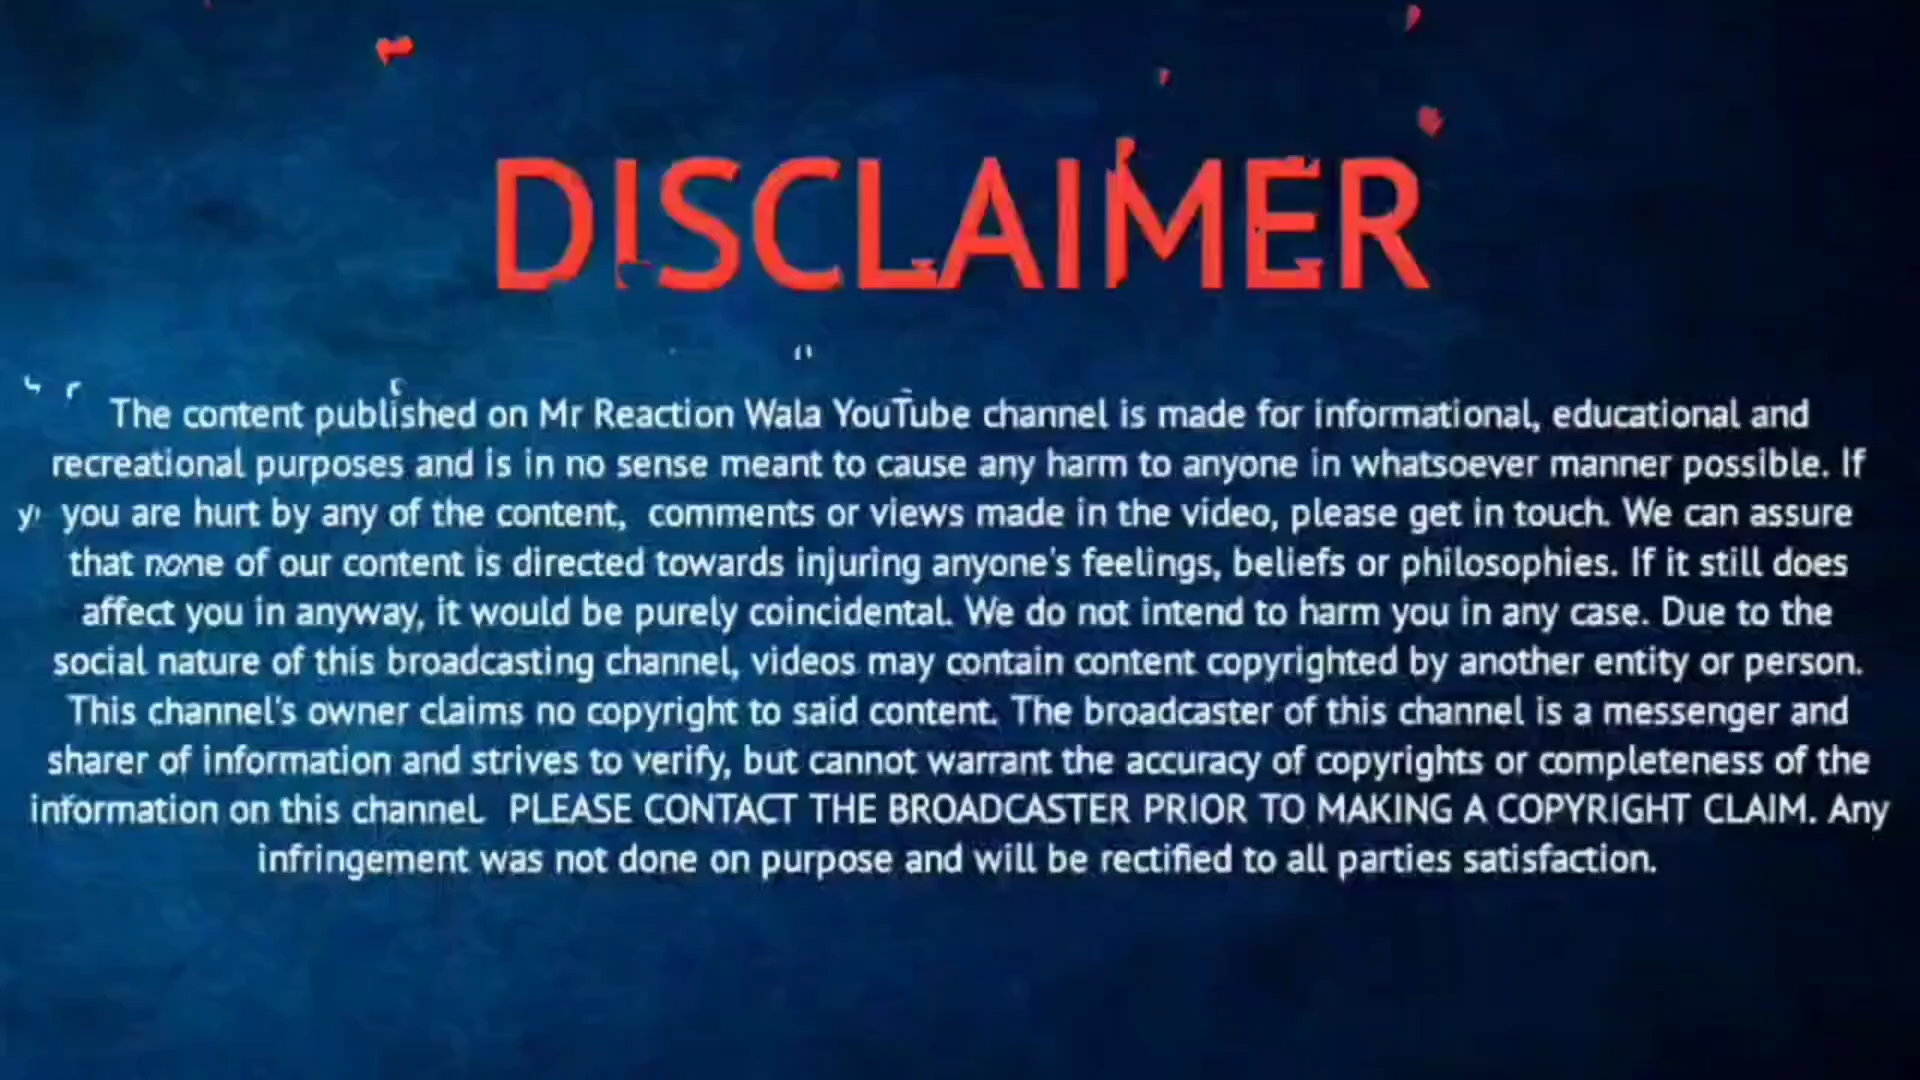 DISCLAIMER
The content published on Mr Reaction Wala YouTube channel is made for informational, educational and
recreational purposes and is in no sense meant to cause any harm to anyone in whatsoever manner possible. If
you are hurt by any of the content,  comments or views made in the video, please get in touch. We can assure
that none of our content is directed towards injuring anyone's feelings, beliefs or philosophies. If it still does
affect you in anyway, it would be purely coincidental. We do not intend to harm you in any case. Due to the
social nature of this broadcasting channel, videos may contain content copyrighted by another entity or person.
This channel's owner claims no copyright to said content. The broadcaster of this channel is a messenger and
sharer of information and strives to verify, but cannot warrant the accuracy of copyrights or completeness of the
information on this channel.  PLEASE CONTACT THE BROADCASTER PRIOR TO MAKING A COPYRIGHT CLAIM. Any
infringement was not done on purpose and will be rectified to all parties satisfaction.